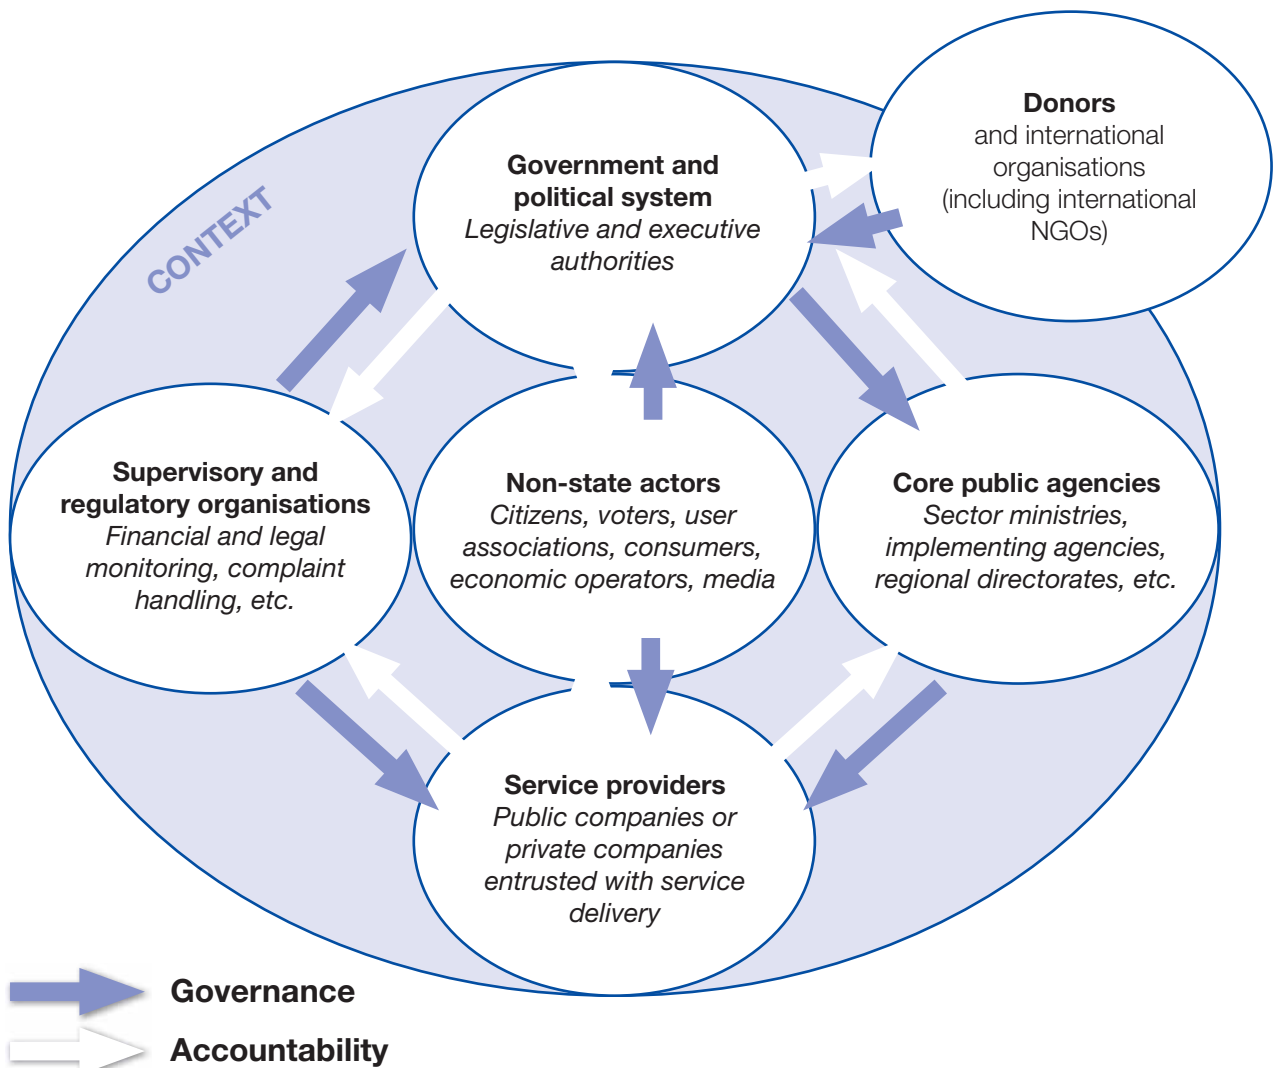 Donors
and international
organisations
(including international
NGOs)
Government and
political system
Legislative and executive
authorities
CONTEXT
Supervisory and
regulatory organisations
Financial and legal
monitoring, complaint
handling, etc.
Non-state actors
Citizens, voters, user
associations, consumers,
economic operators, media
Core public agencies
Sector ministries,
implementing agencies,
regional directorates, etc.
Service providers
Public companies or
private companies
entrusted with service
delivery
Governance
Accountability